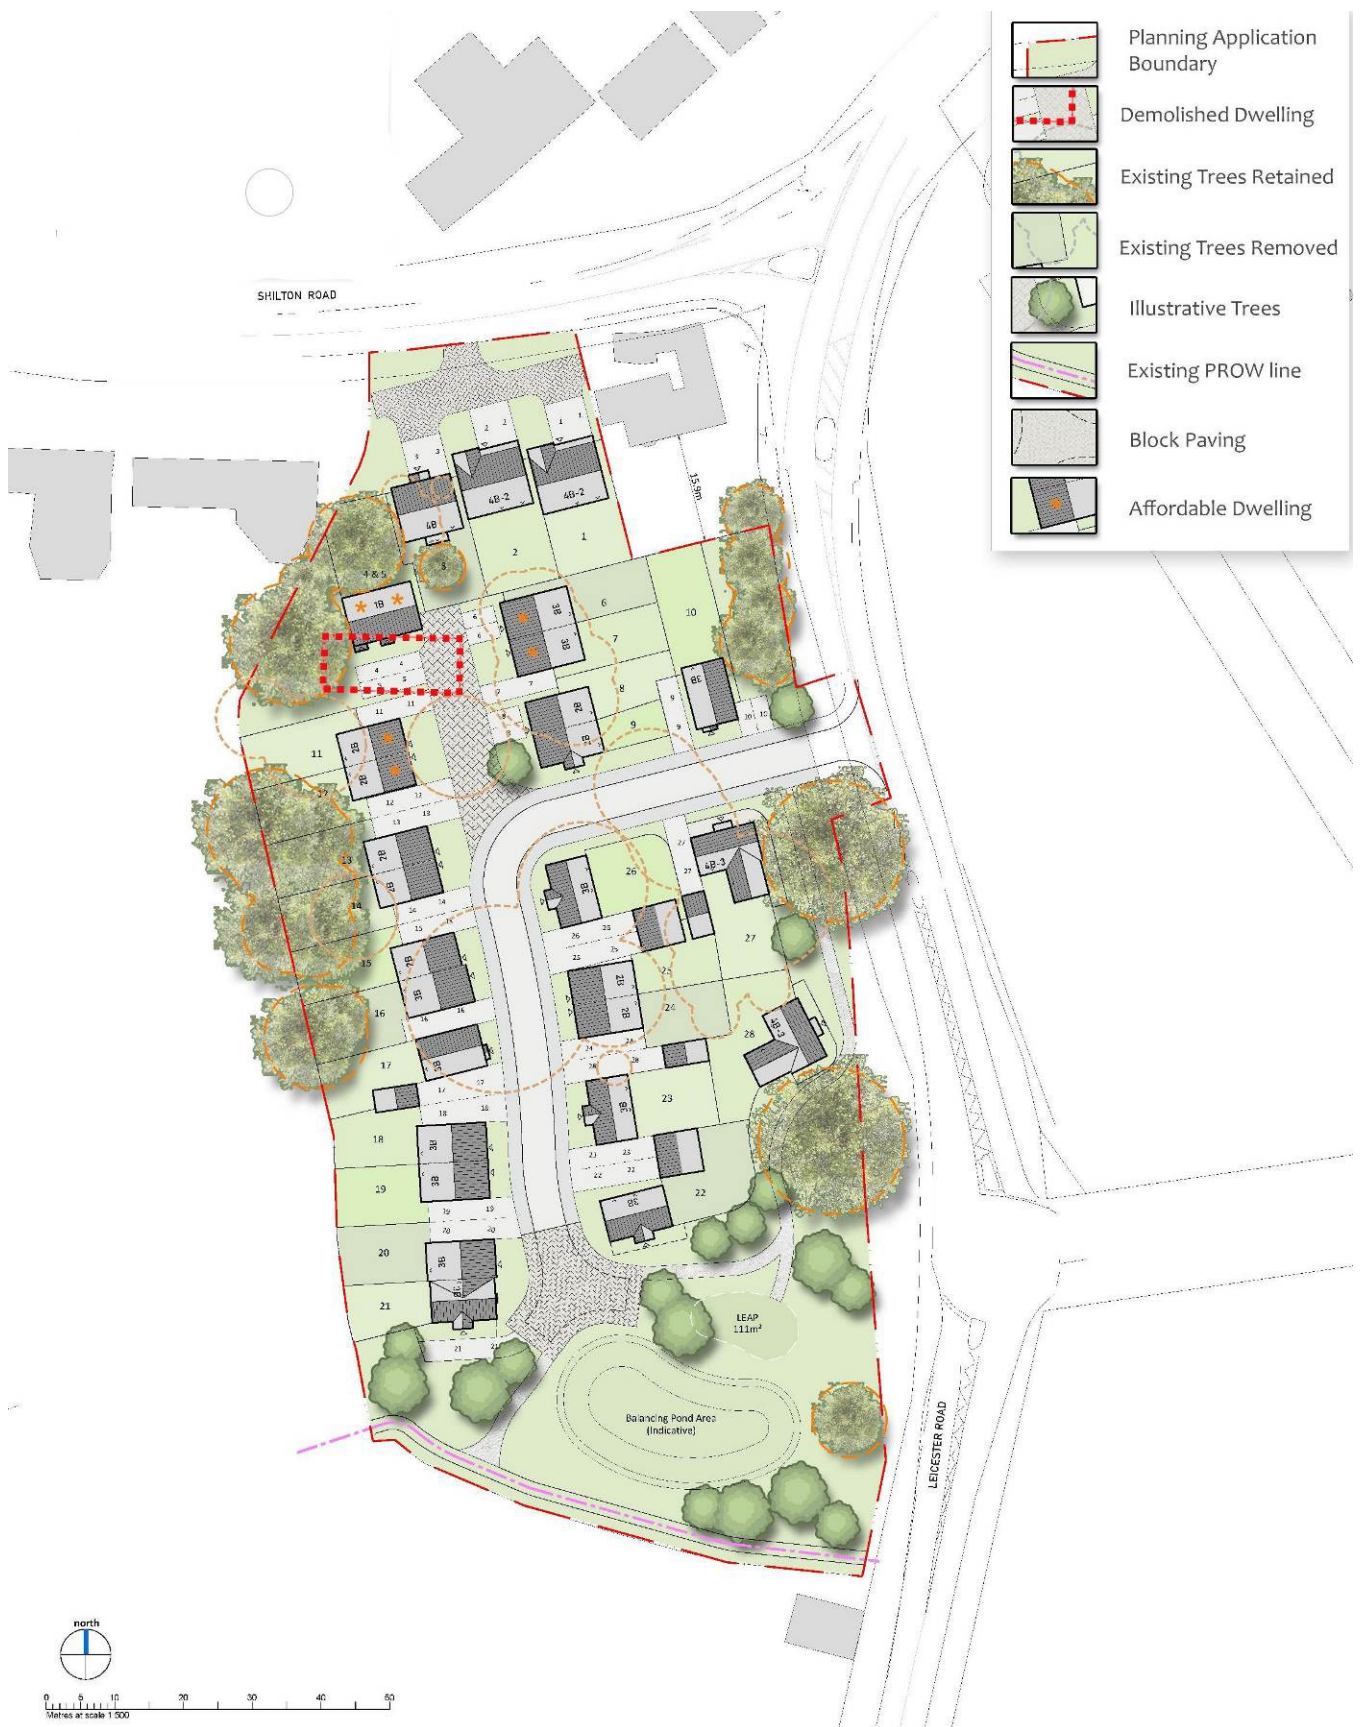 Planning Application
Boundary
Demolished Dwelling
Existing Trees Retained
Existing Trees Removed
Illustrative Trees
Existing PROW line
Block Paving
Affordable Dwelling
SHILTON ROAD
15.9m
4B
4B-2
4B-2
3
2
1
4 & 5
1B
6
7
8
9
10
3B
3B
3B
2B
2B
11
2B
2B
12
13
2B
2B
14
15
2B
3B
16
17
3B
18
3B
3B
19
20
3B
3B
21
26
3B
27
4B-3
25
2B
2B
24
28
4B-3
23
3B
22
3B
LEAP
111m²
Balancing Pond Area
(Indicative)
LEICESTER ROAD
north
0 5 10 20 30 40 50
Metres at scale 1:500